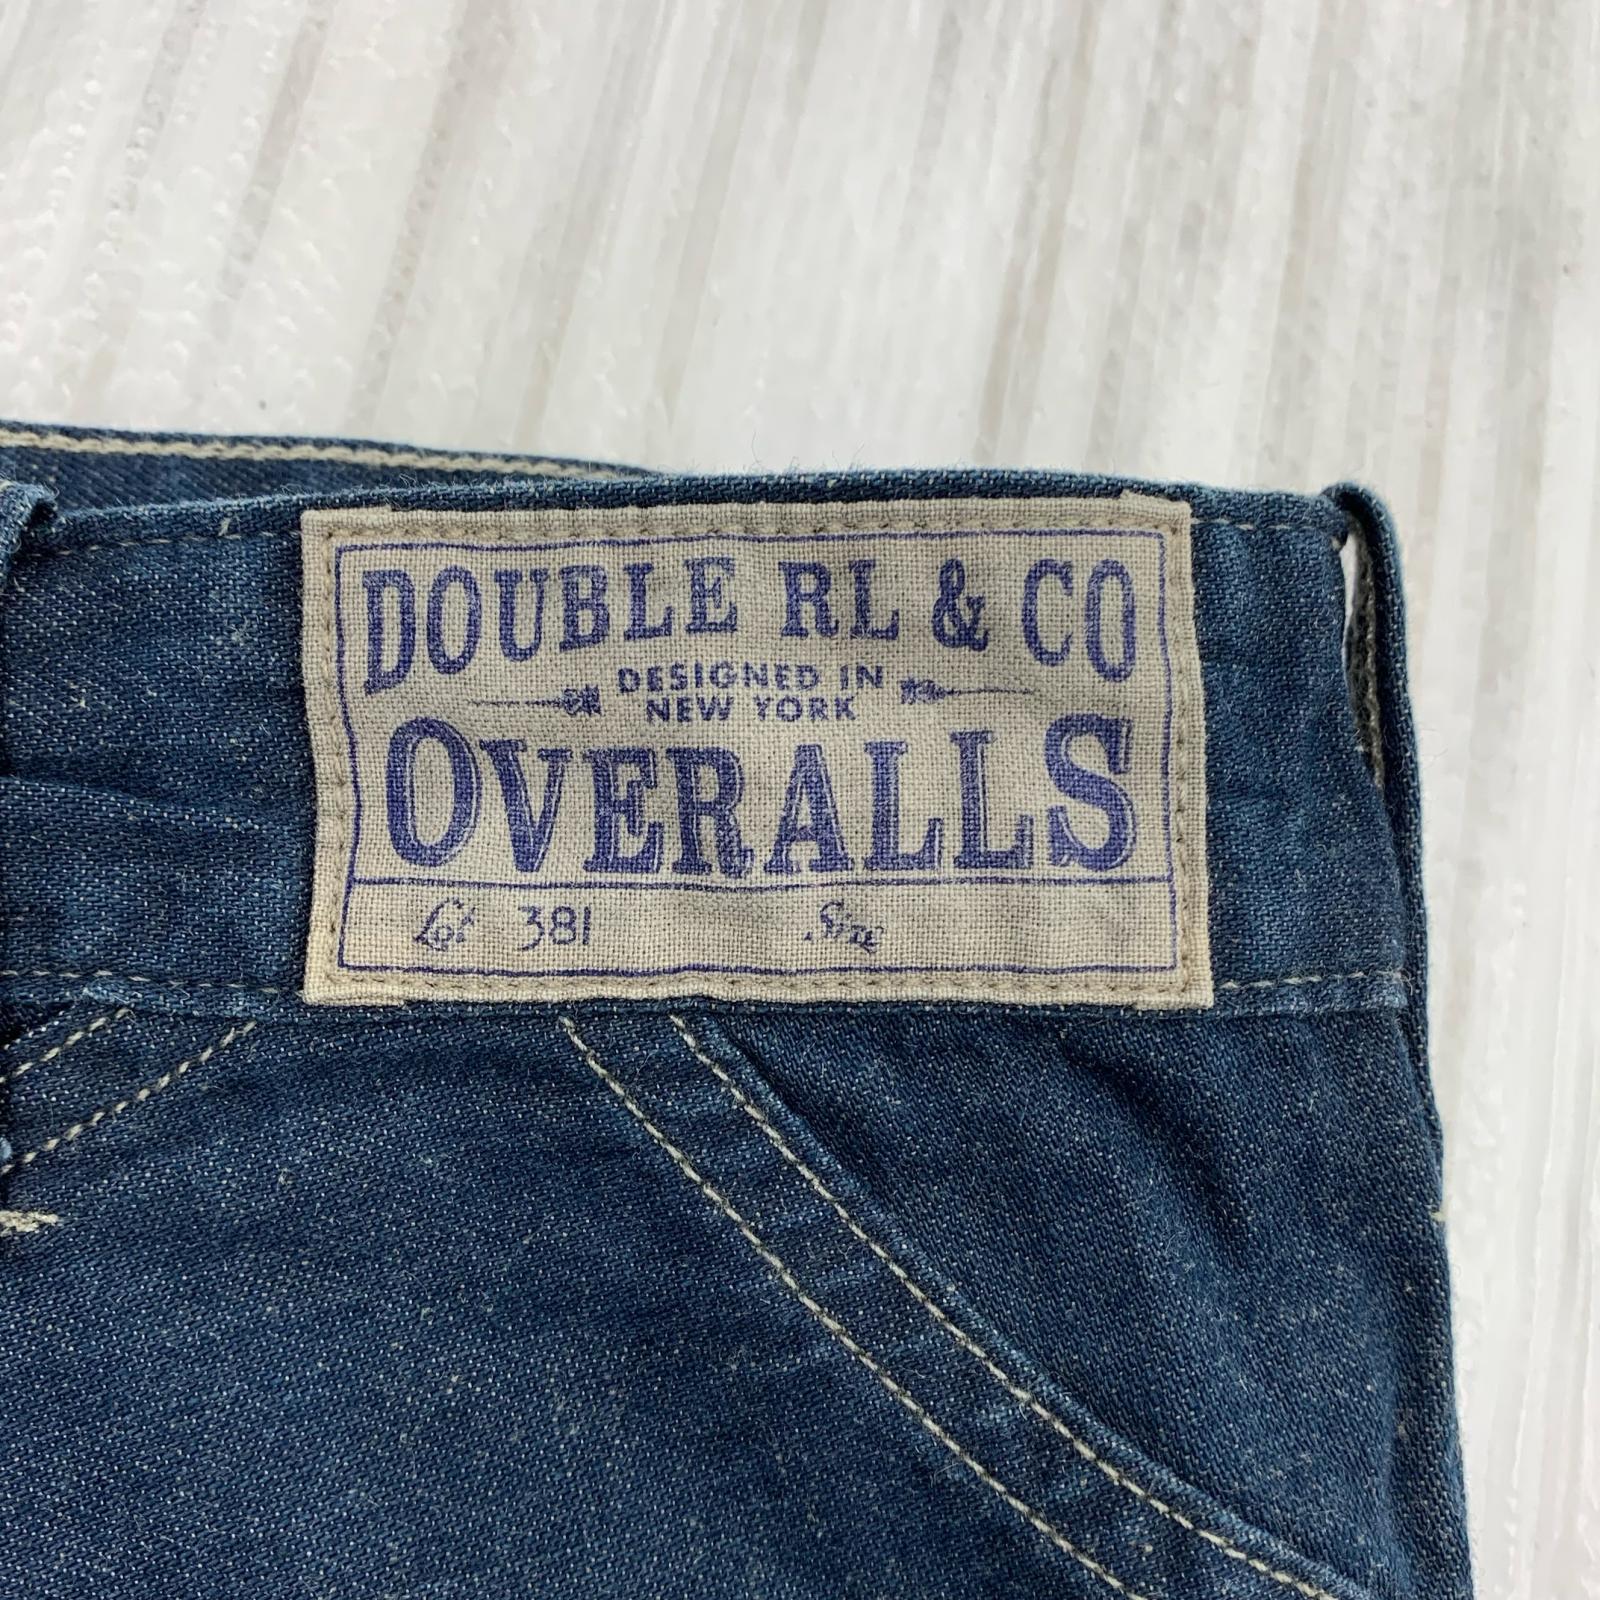 DOUBLE RL & CO
DESIGNED IN
NEW YORK
OVERALLS
Lot 381 Size